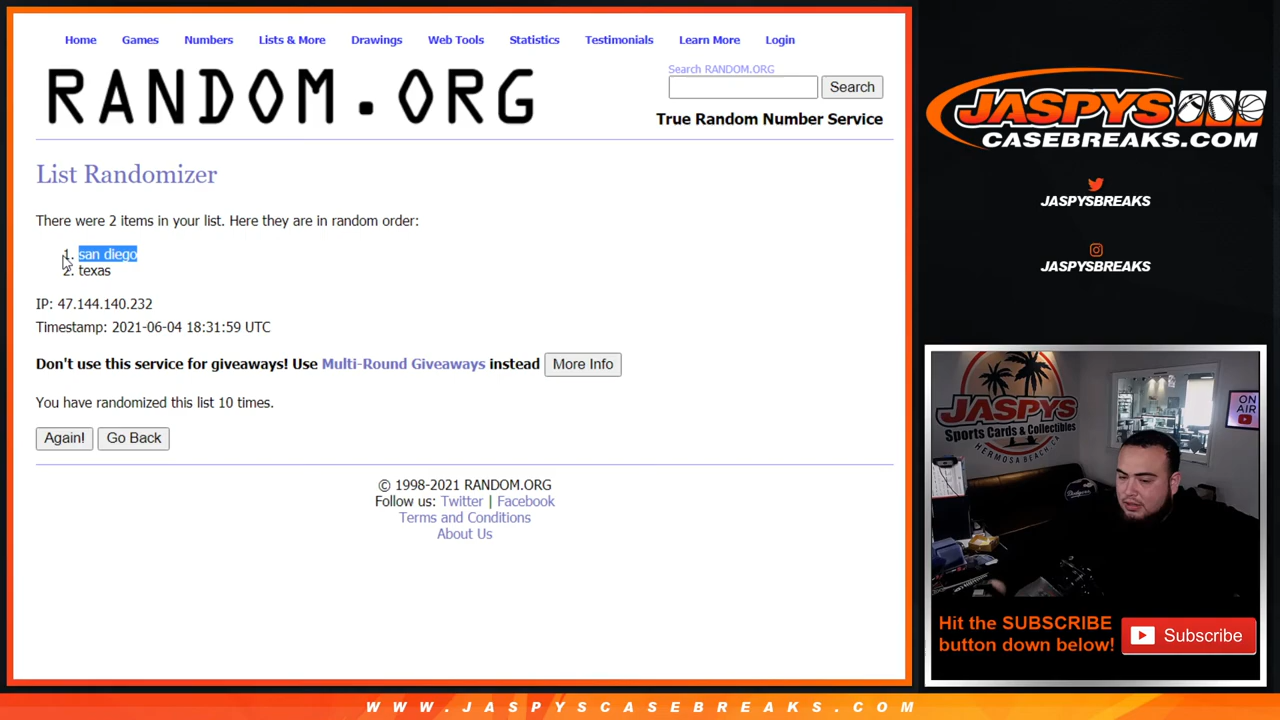 Home Games Numbers Lists & More Drawings Web Tools Statistics Testimonials Learn More Login
RANDOM.ORG
Search RANDOM.ORG
Search
True Random Number Service
List Randomizer
There were 2 items in your list. Here they are in random order:
1. san diego
2. texas
IP: 47.144.140.232
Timestamp: 2021-06-04 18:31:59 UTC
Don't use this service for giveaways! Use Multi-Round Giveaways instead More Info
You have randomized this list 10 times.
Again! Go Back
© 1998-2021 RANDOM.ORG
Follow us: Twitter | Facebook
Terms and Conditions
About Us
JASPYS
CASEBREAKS.COM
JASPYSBREAKS
JASPYSBREAKS
JASPYS
Sports Cards & Collectibles
HERMOSA BEACH, CA
ON
AIR
Dodgers
Hit the SUBSCRIBE
button down below!
Subscribe
WWW.JASPYSCASEBREAKS.COM